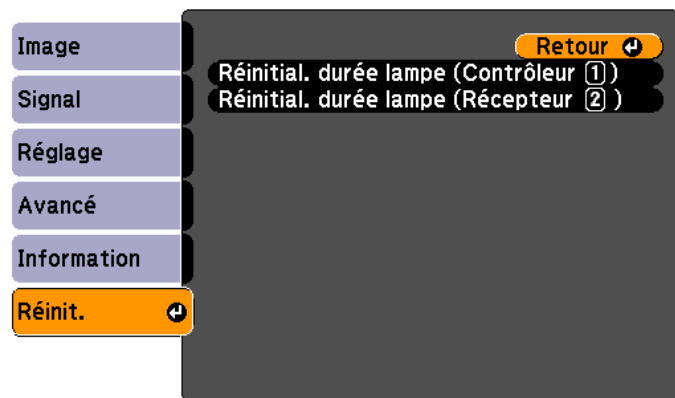 Image
Signal
Réglage
Avancé
Information
Réinit.
Retour
Réinitial. durée lampe (Contrôleur 1)
Réinitial. durée lampe (Récepteur 2 )